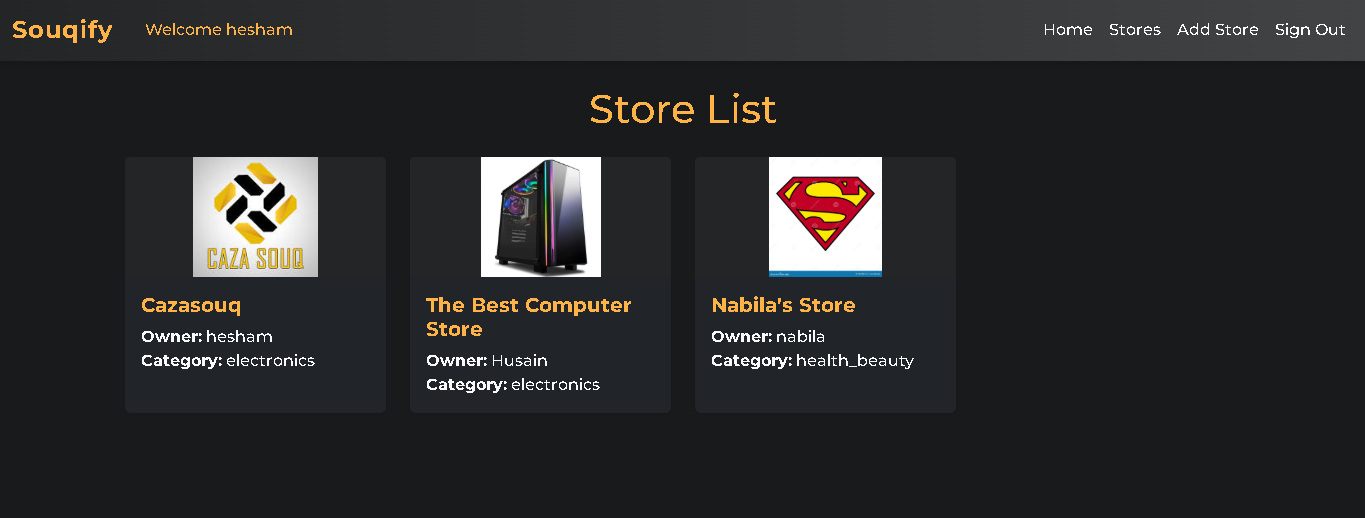 Souqify Welcome hesham Home Stores Add Store Sign Out
Store List
CAZA SOUQ
Cazasouq
Owner: hesham
Category: electronics
The Best Computer
Store
Owner: Husain
Category: electronics
S
Nabila's Store
Owner: nabila
Category: health_beauty